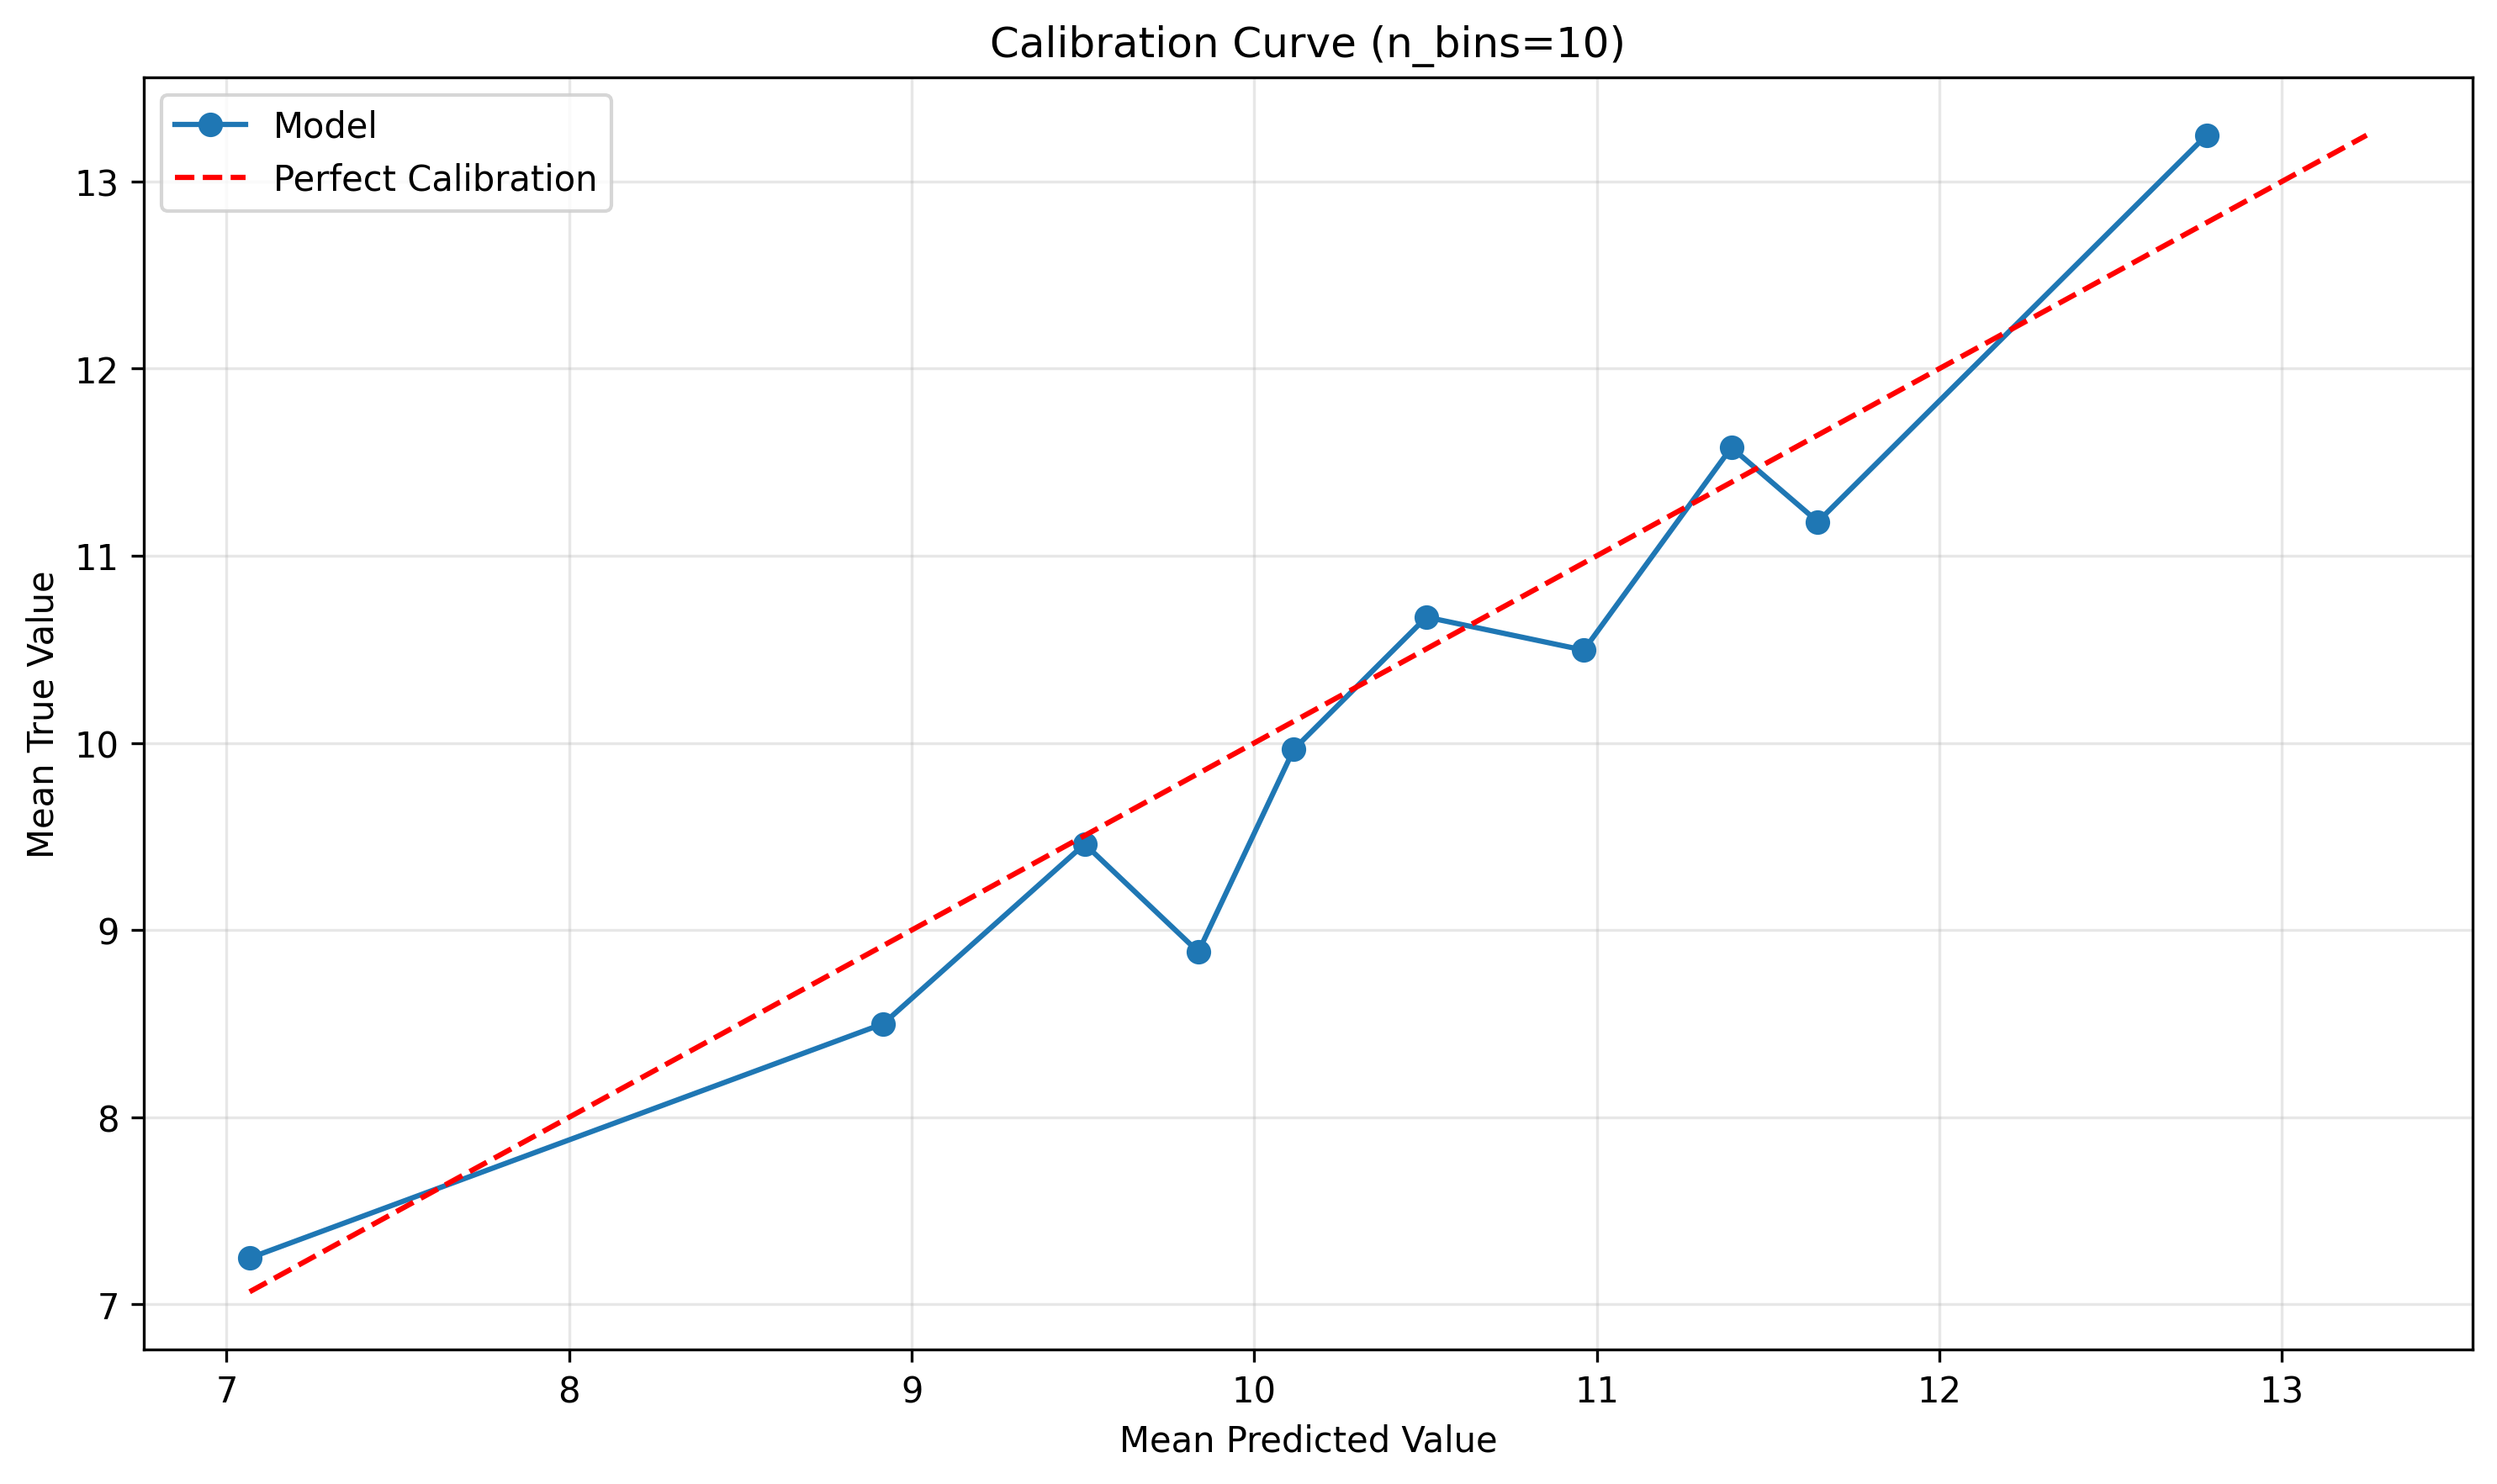 Calibration Curve (n_bins=10)
Model
Perfect Calibration
13
12
11
10
9
8
7
Mean True Value
7 8 9 10 11 12 13
Mean Predicted Value